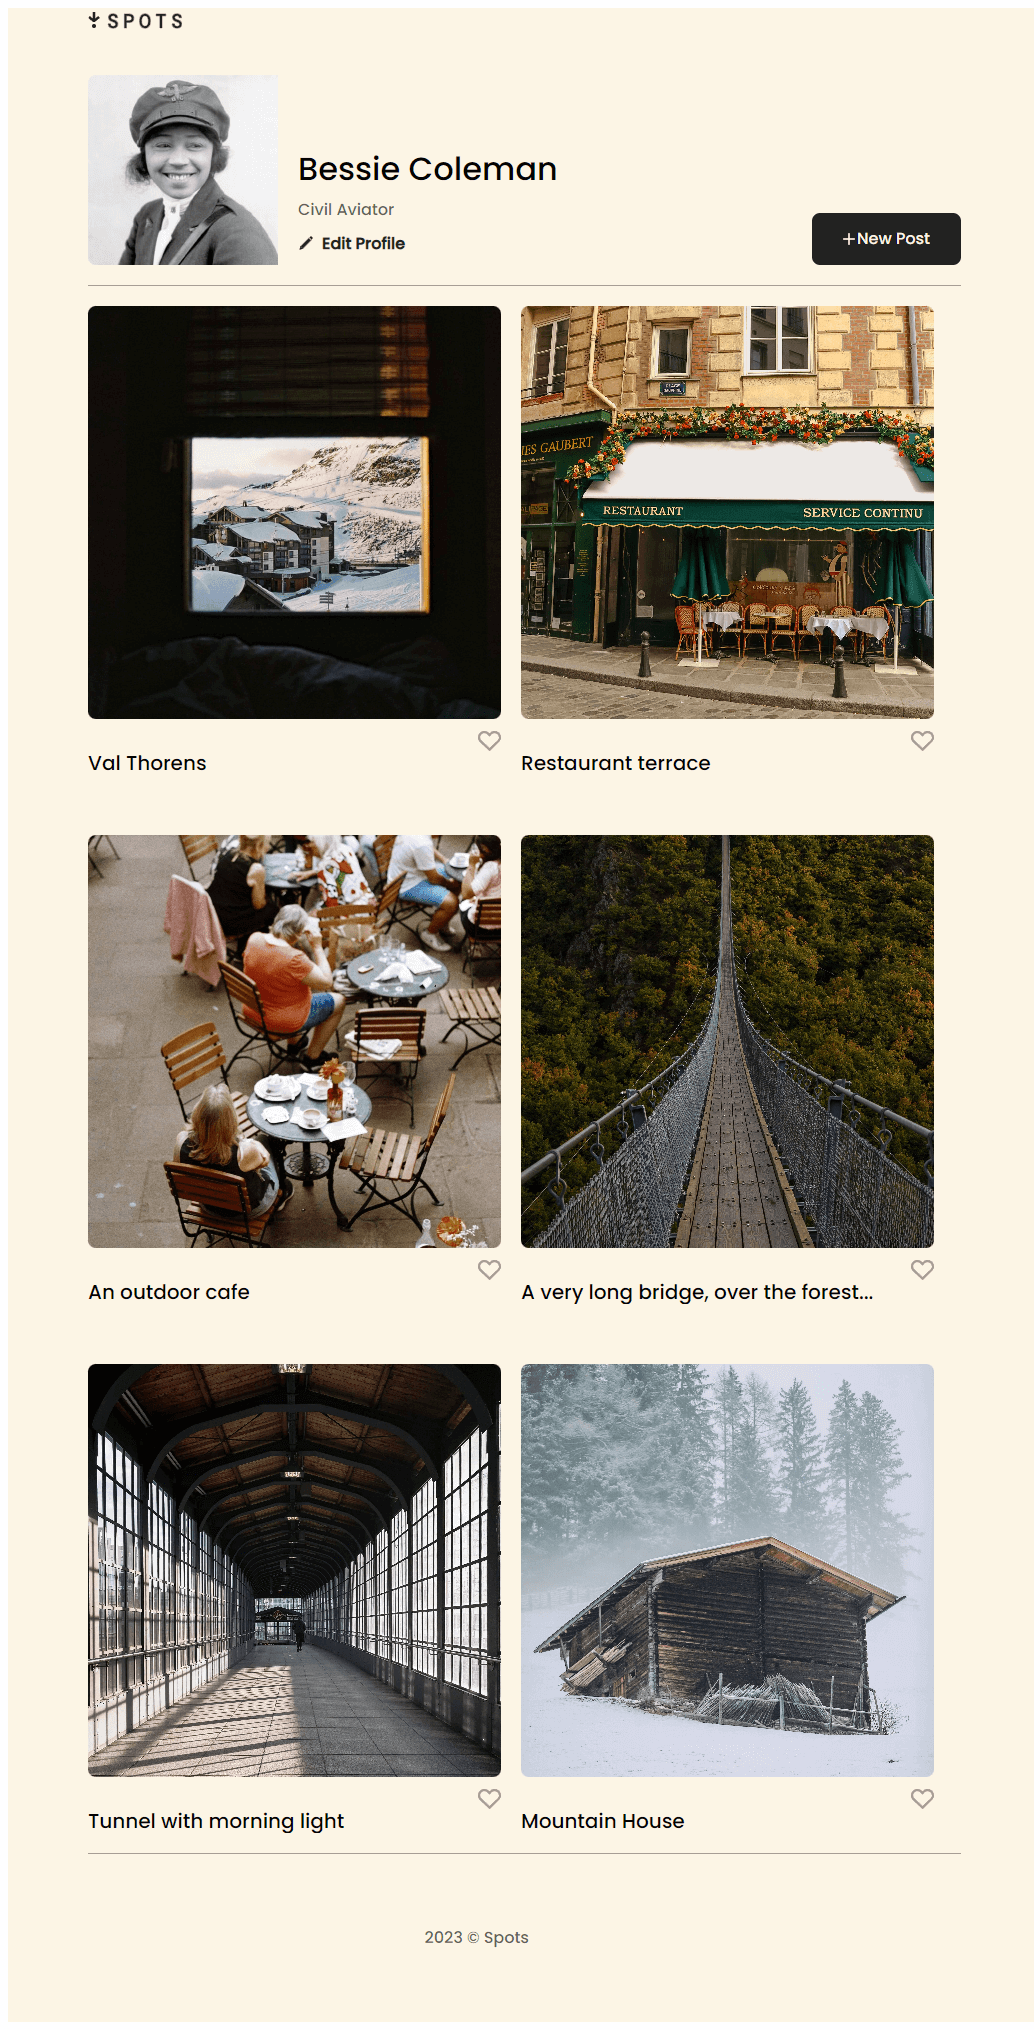 SPOTS
Bessie Coleman
Civil Aviator
Edit Profile
+New Post
IES GAUBERT
RESTAURANT
SERVICE CONTINU
Val Thorens
Restaurant terrace
An outdoor cafe
A very long bridge, over the forest...
Tunnel with morning light
Mountain House
2023 © Spots